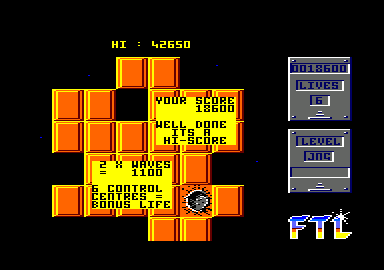 HI : 42650
YOUR SCORE
18600
WELL DONE
ITS A
HI-SCORE
2 X WAVES
= 1100
6 CONTROL
CENTRES =
BONUS LIFE
0018600
LIVES
6
LEVEL
JNG
FTL